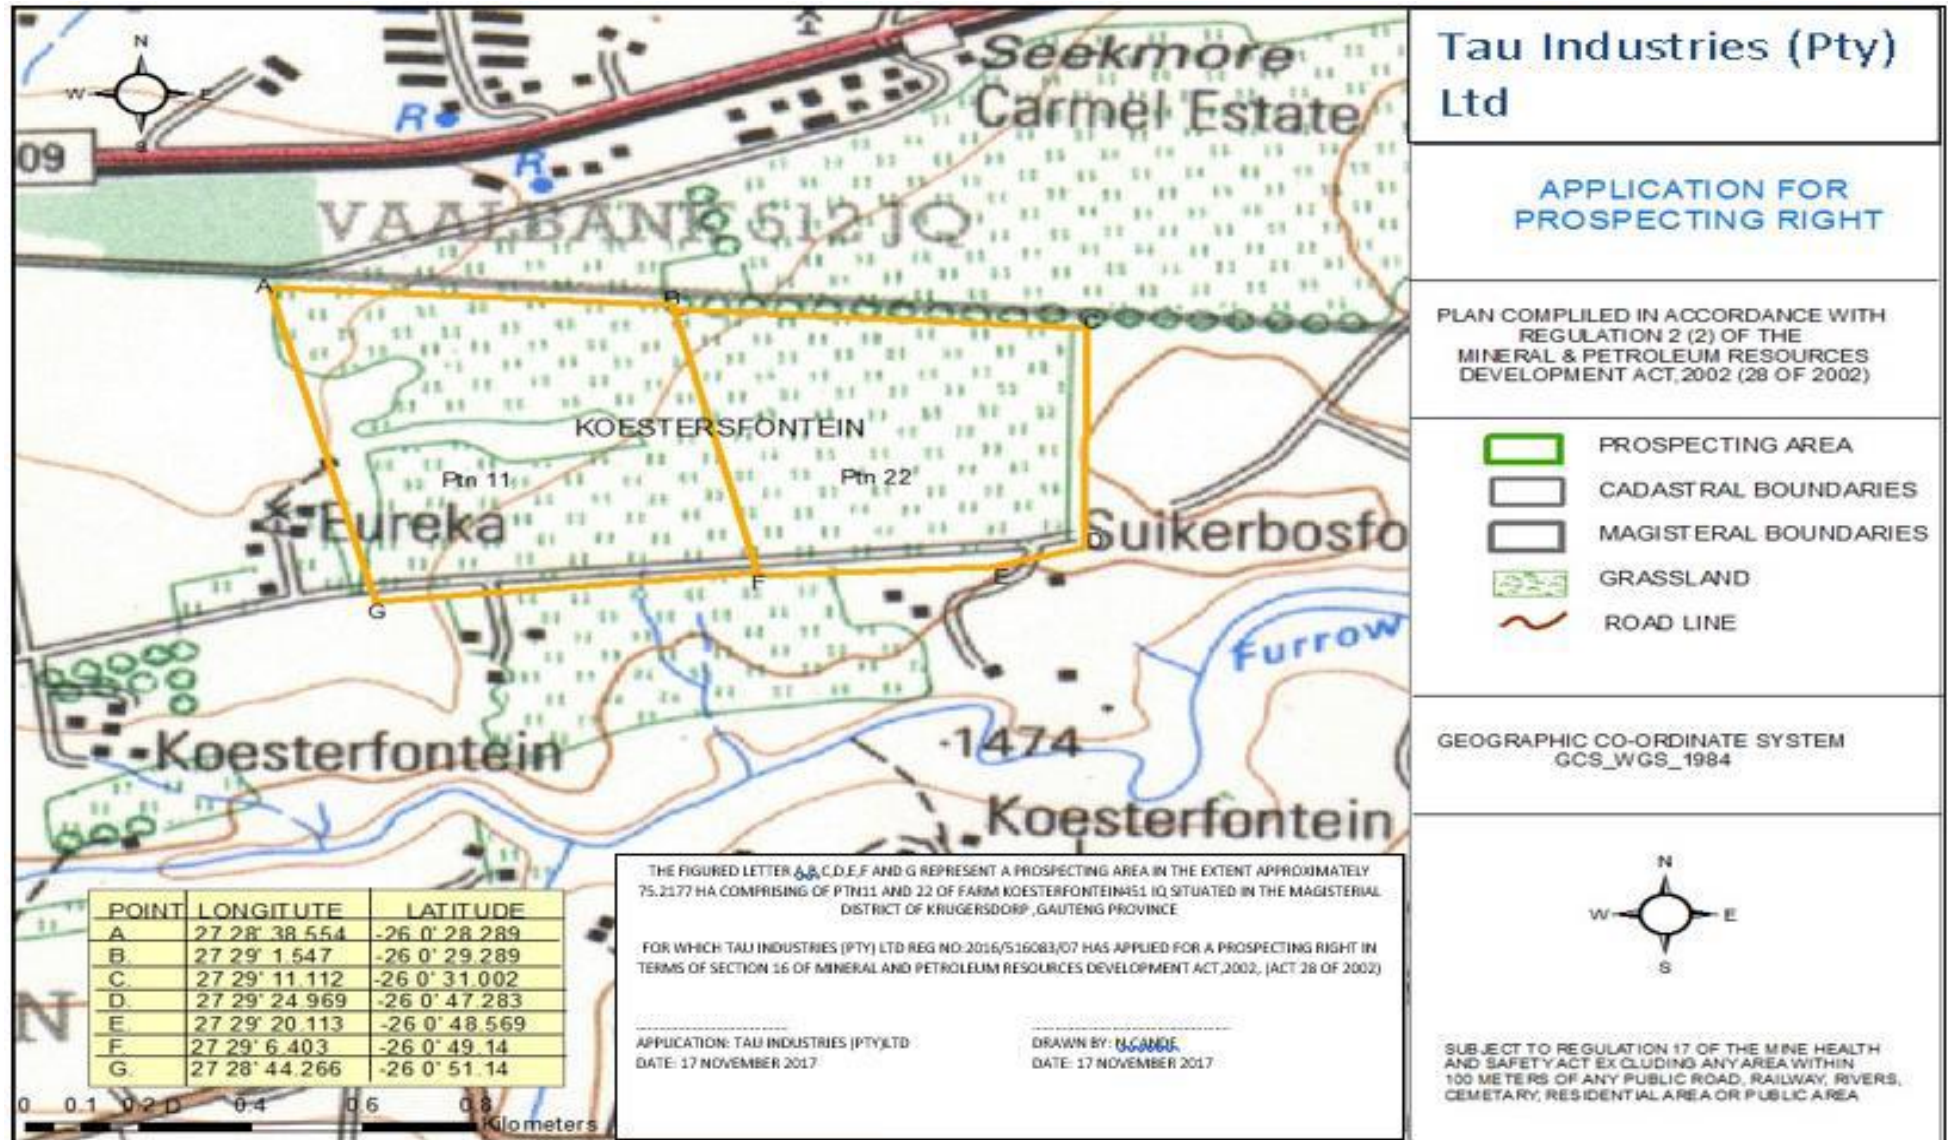 N
W
E
S
09
R
R
Seekmore
Carmel Estate
VAALBANK 512 JQ
A
B
C
KOESTERSFONTEIN
Ptn 11
Ptn 22
Eureka
Suikerbosfo
D
E
F
G
Furrow
Koesterfontein
1474
Koesterfontein
N
POINT LONGITUTE LATITUDE
A. 27 28' 38.554 -26 0' 28.289
B. 27 29' 1.547 -26 0' 29.289
C. 27 29' 11.112 -26 0' 31.002
D. 27 29' 24.969 -26 0' 47.283
E. 27 29' 20.113 -26 0' 48.569
F. 27 29' 6.403 -26 0' 49.14
G. 27 28' 44.266 -26 0' 51.14
0 0.1 0.2 D 0.4 0.6 0.8
Kilometers
THE FIGURED LETTER A,B,C,D,E,F AND G REPRESENT A PROSPECTING AREA IN THE EXTENT APPROXIMATELY
75.2177 HA COMPRISING OF PTN11 AND 22 OF FARM KOESTERFONTEIN451 IQ SITUATED IN THE MAGISTERIAL
DISTRICT OF KRUGERSDORP ,GAUTENG PROVINCE
FOR WHICH TAU INDUSTRIES (PTY) LTD REG NO:2016/516083/07 HAS APPLIED FOR A PROSPECTING RIGHT IN
TERMS OF SECTION 16 OF MINERAL AND PETROLEUM RESOURCES DEVELOPMENT ACT,2002, (ACT 28 OF 2002)
APPLICATION: TAU INDUSTRIES (PTY)LTD
DATE: 17 NOVEMBER 2017
DRAWN BY: N.CANDE
DATE: 17 NOVEMBER 2017
Tau Industries (Pty)
Ltd
APPLICATION FOR
PROSPECTING RIGHT
PLAN COMPLILED IN ACCORDANCE WITH
REGULATION 2 (2) OF THE
MINERAL & PETROLEUM RESOURCES
DEVELOPMENT ACT,2002 (28 OF 2002)
PROSPECTING AREA
CADASTRAL BOUNDARIES
MAGISTERAL BOUNDARIES
GRASSLAND
ROAD LINE
GEOGRAPHIC CO-ORDINATE SYSTEM
GCS_WGS_1984
N
W
E
S
SUBJECT TO REGULATION 17 OF THE MINE HEALTH
AND SAFETY ACT EXCLUDING ANY AREA WITHIN
100 METERS OF ANY PUBLIC ROAD, RAILWAY, RIVERS,
CEMETARY, RESIDENTIAL AREA OR PUBLIC AREA